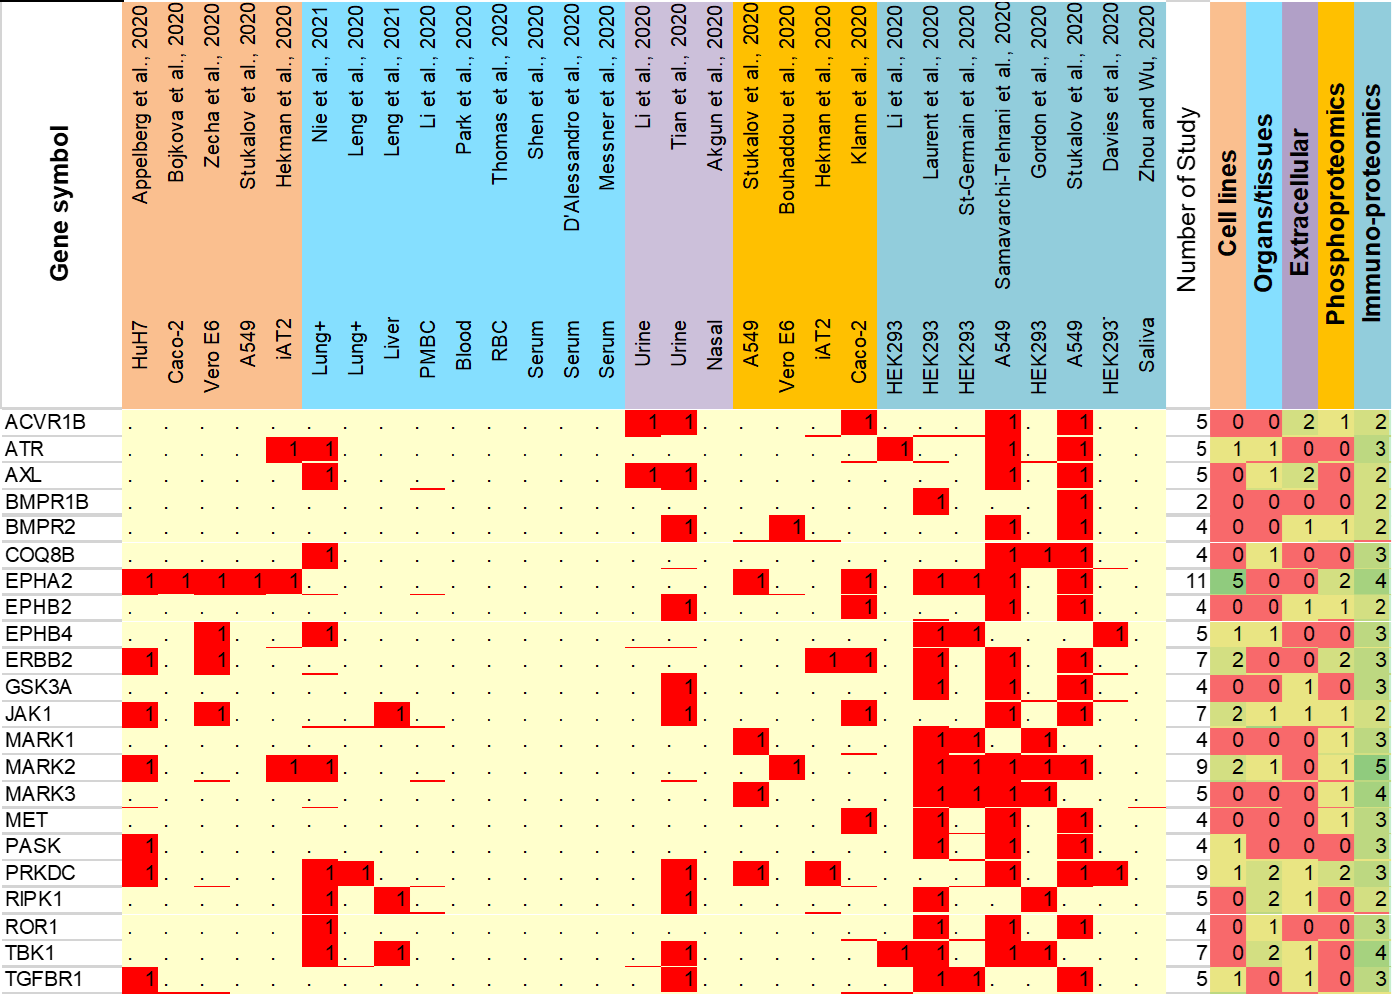 Gene symbol
Appelberg et al., 2020 HuH7
Bojkova et al., 2020 Caco-2
Zecha et al., 2020 Vero E6
Stukalov et al., 2020 A549
Hekman et al., 2020 iAT2
Nie et al., 2021 Lung+
Leng et al., 2020 Lung+
Leng et al., 2021 Liver
Li et al., 2020 PMBC
Park et al., 2020 Blood
Thomas et al., 2020 RBC
Shen et al., 2020 Serum
D'Alessandro et al., 2020 Serum
Messner et al., 2020 Serum
Li et al., 2020 Urine
Tian et al., 2020 Urine
Akgun et al., 2020 Nasal
Stukalov et al., 2020 A549
Bouhaddou et al., 2020 Vero E6
Hekman et al., 2020 iAT2
Klann et al., 2020 Caco-2
Li et al., 2020 HEK293
Laurent et al., 2020 HEK293
St-Germain et al., 2020 HEK293
Samavarchi-Tehrani et al., 2020 A549
Gordon et al., 2020 HEK293
Stukalov et al., 2020 A549
Davies et al., 2020 HEK293*
Zhou and Wu, 2020 Saliva
Number of Study
Cell lines
Organs/tissues
Extracellular
Phosphoproteomics
Immuno-proteomics
ACVR1B . . . . . . . . . . . . . . 1 1 . . . . 1 . . . 1 . 1 . . 5 0 0 2 1 2
ATR . . . . 1 1 . . . . . . . . . . . . . . . 1 . . 1 . 1 . . 5 1 1 0 0 3
AXL . . . . . 1 . . . . . . . . 1 1 . . . . . . . . 1 . 1 . . 5 0 1 2 0 2
BMPR1B . . . . . . . . . . . . . . . . . . . . . . 1 . . . 1 . . 2 0 0 0 0 2
BMPR2 . . . . . . . . . . . . . . . 1 . . 1 . . . . . 1 . 1 . . 4 0 0 1 1 2
COQ8B . . . . . 1 . . . . . . . . . . . . . . . . . . 1 1 1 . . 4 0 1 0 0 3
EPHA2 1 1 1 1 1 . . . . . . . . . . . . 1 . . 1 . 1 1 1 . 1 . . 11 5 0 0 2 4
EPHB2 . . . . . . . . . . . . . . . 1 . . . . 1 . . . 1 . 1 . . 4 0 0 1 1 2
EPHB4 . . 1 . . 1 . . . . . . . . . . . . . . . . 1 1 . . . 1 . 5 1 1 0 0 3
ERBB2 1 . 1 . . . . . . . . . . . . . . . . 1 1 . 1 . 1 . 1 . . 7 2 0 0 2 3
GSK3A . . . . . . . . . . . . . . . 1 . . . . . . 1 . 1 . 1 . . 4 0 0 1 0 3
JAK1 1 . 1 . . . . 1 . . . . . . . 1 . . . . 1 . . . 1 . 1 . . 7 2 1 1 1 2
MARK1 . . . . . . . . . . . . . . . . . 1 . . . . 1 1 . 1 . . . 4 0 0 0 1 3
MARK2 1 . . . 1 1 . . . . . . . . . . . . 1 . . . 1 1 1 1 1 . . 9 2 1 0 1 5
MARK3 . . . . . . . . . . . . . . . . . 1 . . . . 1 1 1 1 . . . 5 0 0 0 1 4
MET . . . . . . . . . . . . . . . . . . . . 1 . 1 . 1 . 1 . . 4 0 0 0 1 3
PASK 1 . . . . . . . . . . . . . . . . . . . . . 1 . 1 . 1 . . 4 1 0 0 0 3
PRKDC 1 . . . . 1 1 . . . . . . . . 1 . 1 . 1 . . . . 1 . 1 1 . 9 1 2 1 2 3
RIPK1 . . . . . 1 . 1 . . . . . . . 1 . . . . . . 1 . . 1 . . . 5 0 2 1 0 2
ROR1 . . . . . 1 . . . . . . . . . . . . . . . . 1 . 1 . 1 . . 4 0 1 0 0 3
TBK1 . . . . . 1 . 1 . . . . . . . 1 . . . . . 1 1 . 1 1 . . . 7 0 2 1 0 4
TGFBR1 1 . . . . . . . . . . . . . . 1 . . . . . . 1 1 . . 1 . . 5 1 0 1 0 3